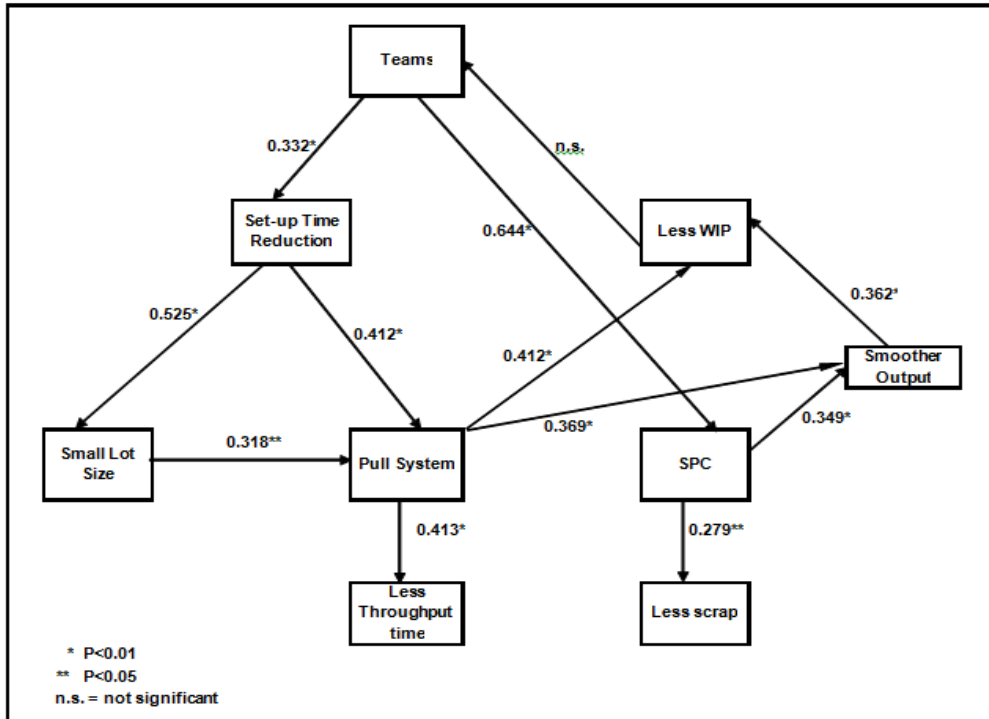 Teams
0.332*
n.s.
Set-up Time
Reduction
0.644*
Less WIP
0.525*
0.412*
0.412*
0.362*
Smoother
Output
0.369*
0.349*
Small Lot
Size
0.318**
Pull System
SPC
0.413*
0.279**
Less
Throughput
time
Less scrap
* P<0.01
** P<0.05
n.s. = not significant